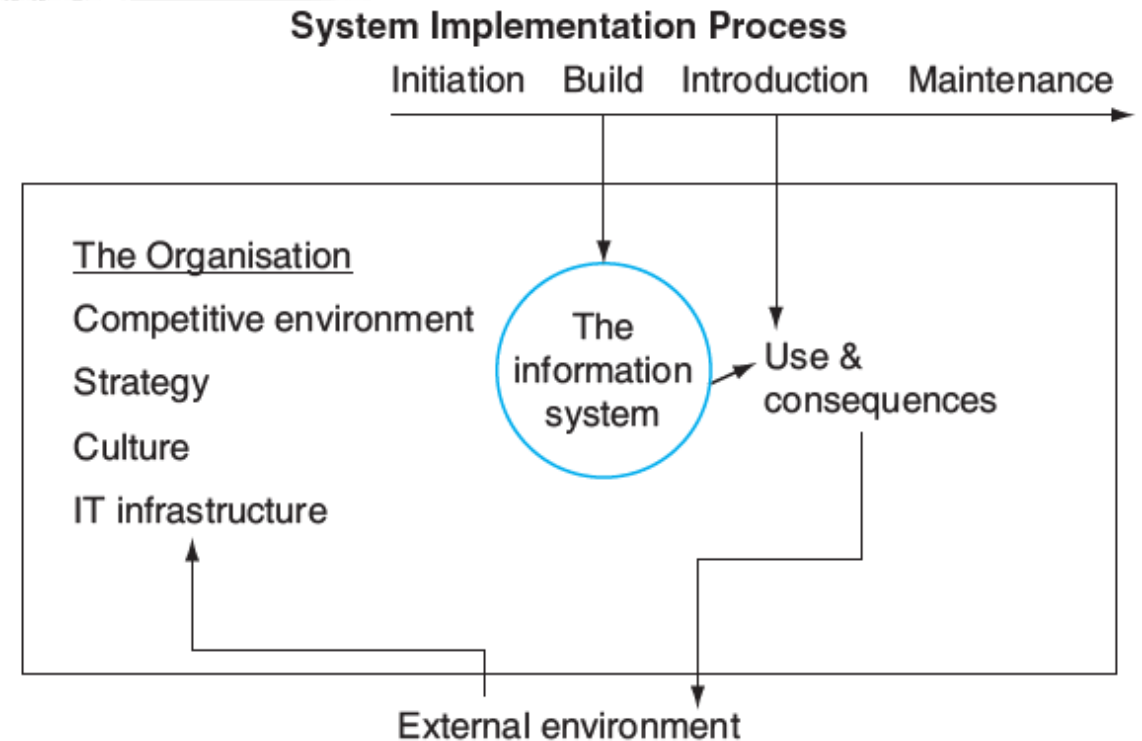 System Implementation Process
Initiation Build Introduction Maintenance
The Organisation
Competitive environment
Strategy
Culture
IT infrastructure
The
information
system
Use &
consequences
External environment